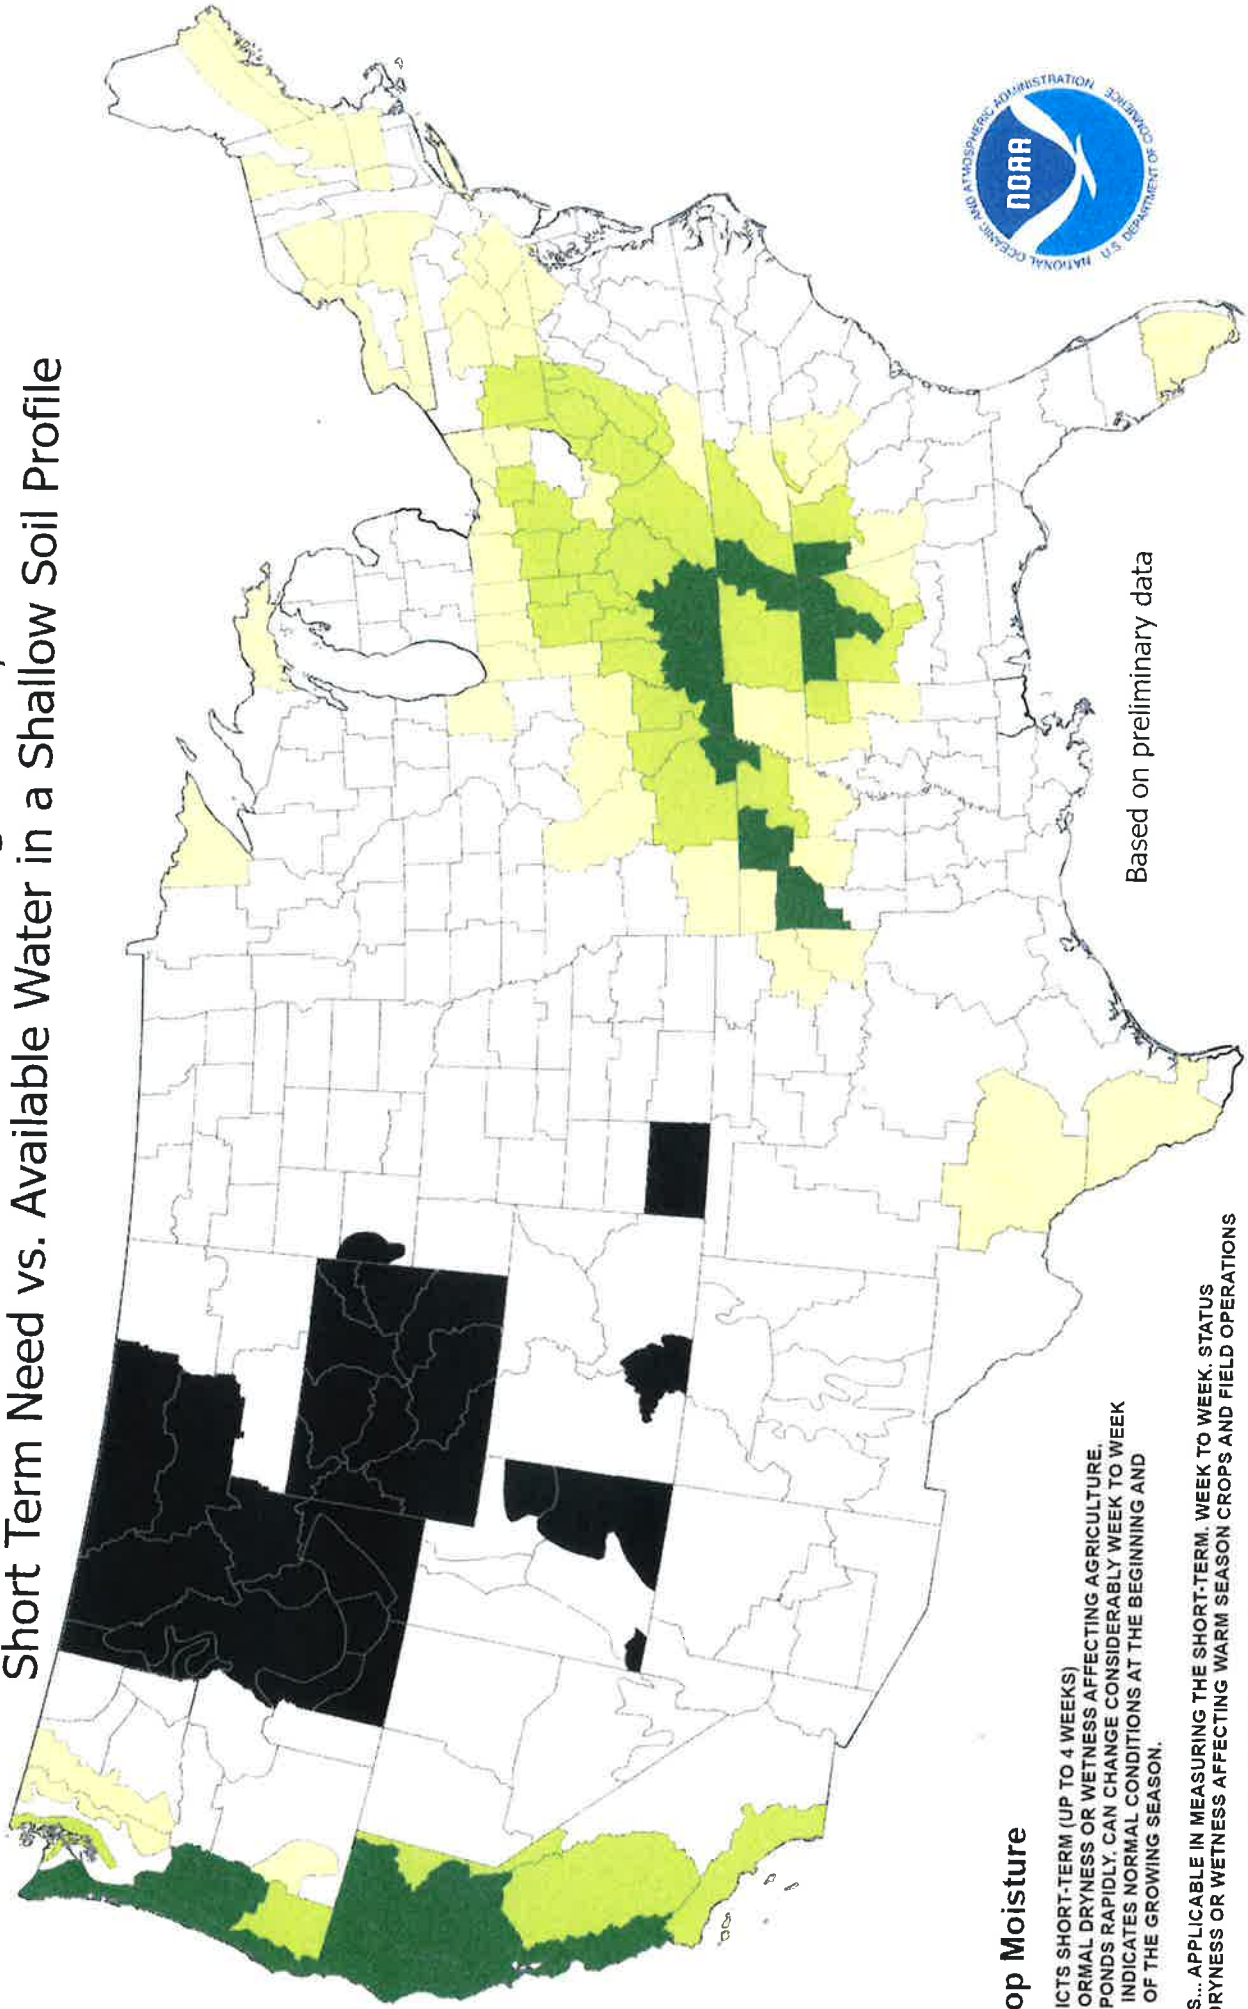 Short Term Need vs. Available Water in a Shallow Soil Profile
NATIONAL OCEANIC AND ATMOSPHERIC ADMINISTRATION
NOAA
U.S. DEPARTMENT OF COMMERCE
Based on preliminary data
op Moisture
ICTS SHORT-TERM (UP TO 4 WEEKS)
ORMAL DRYNESS OR WETNESS AFFECTING AGRICULTURE.
PONDS RAPIDLY. CAN CHANGE CONSIDERABLY WEEK TO WEEK
INDICATES NORMAL CONDITIONS AT THE BEGINNING AND
OF THE GROWING SEASON.
S... APPLICABLE IN MEASURING THE SHORT-TERM. WEEK TO WEEK. STATUS
DRYNESS OR WETNESS AFFECTING WARM SEASON CROPS AND FIELD OPERATIONS